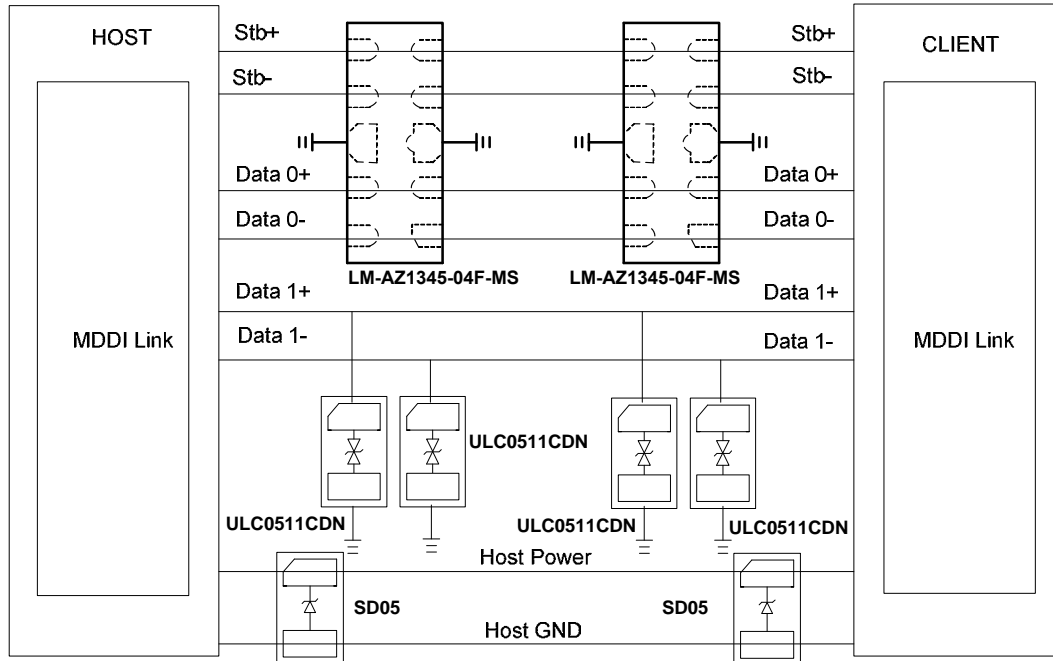 HOST
Stb+
Stb+
CLIENT
Stb-
Stb-
Data 0+
Data 0+
Data 0-
Data 0-
LM-AZ1345-04F-MS
LM-AZ1345-04F-MS
Data 1+
Data 1+
MDDI Link
Data 1-
Data 1-
MDDI Link
ULC0511CDN
ULC0511CDN
ULC0511CDN
ULC0511CDN
Host Power
SD05
SD05
Host GND